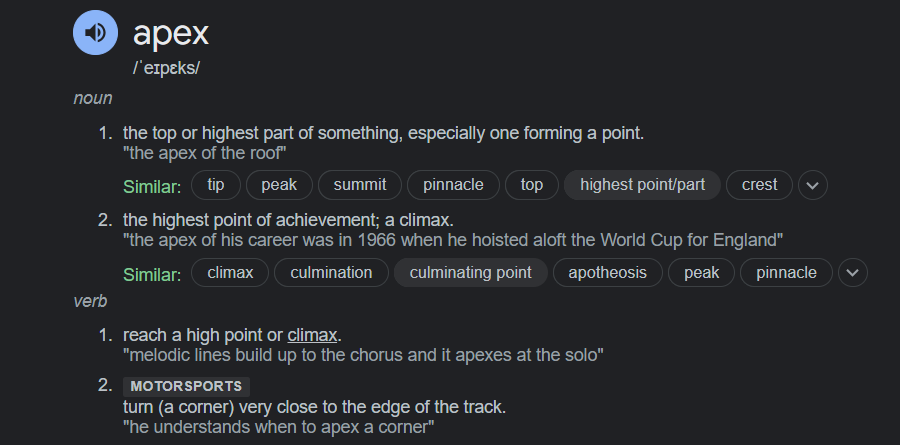 apex
/ˈeɪpɛks/
noun
1. the top or highest part of something, especially one forming a point.
"the apex of the roof"
Similar: tip peak summit pinnacle top highest point/part crest
2. the highest point of achievement; a climax.
"the apex of his career was in 1966 when he hoisted aloft the World Cup for England"
Similar: climax culmination culminating point apotheosis peak pinnacle
verb
1. reach a high point or climax.
"melodic lines build up to the chorus and it apexes at the solo"
2. MOTORSPORTS
turn (a corner) very close to the edge of the track.
"he understands when to apex a corner"